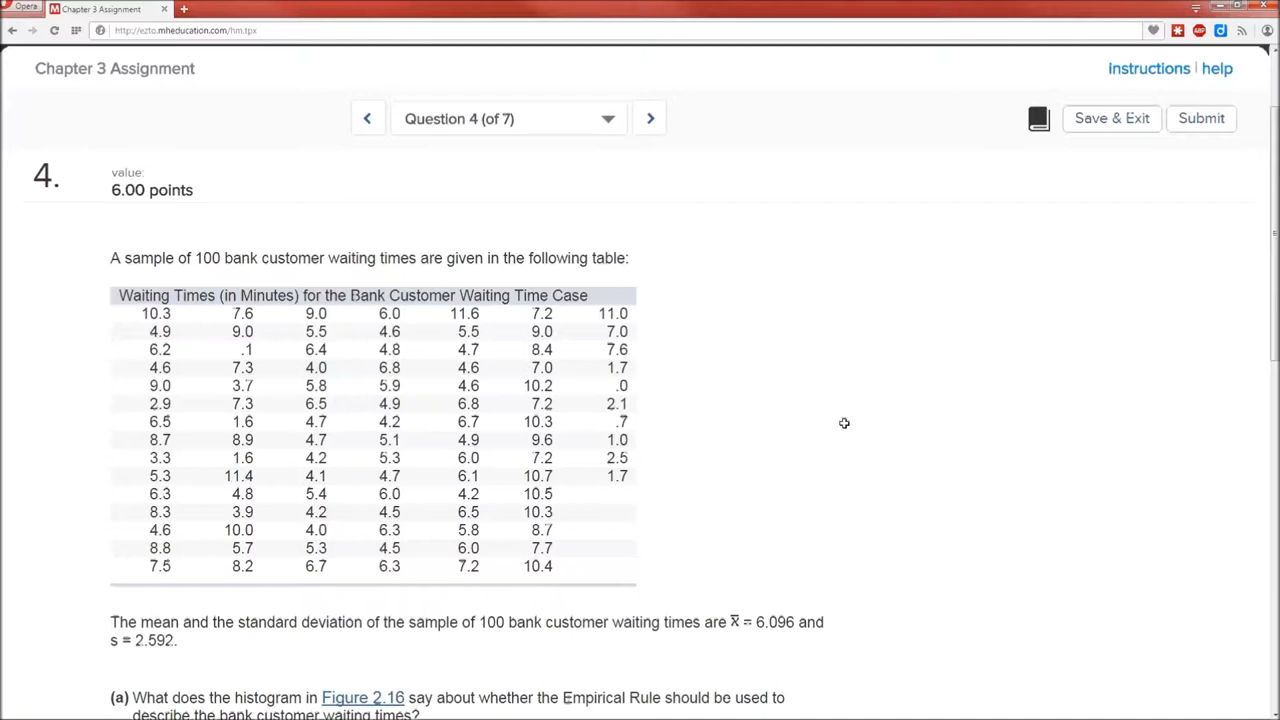 Opera
Chapter 3 Assignment
http://ezto.mheducation.com/hm.tpx
Chapter 3 Assignment
instructions | help
Question 4 (of 7)
Save & Exit
Submit
4.
value:
6.00 points
A sample of 100 bank customer waiting times are given in the following table:
Waiting Times (in Minutes) for the Bank Customer Waiting Time Case
10.3 7.6 9.0 6.0 11.6 7.2 11.0
4.9 9.0 5.5 4.6 5.5 9.0 7.0
6.2 .1 6.4 4.8 4.7 8.4 7.6
4.6 7.3 4.0 6.8 4.6 7.0 1.7
9.0 3.7 5.8 5.9 4.6 10.2 .0
2.9 7.3 6.5 4.9 6.8 7.2 2.1
6.5 1.6 4.7 4.2 6.7 10.3 .7
8.7 8.9 4.7 5.1 4.9 9.6 1.0
3.3 1.6 4.2 5.3 6.0 7.2 2.5
5.3 11.4 4.1 4.7 6.1 10.7 1.7
6.3 4.8 5.4 6.0 4.2 10.5
8.3 3.9 4.2 4.5 6.5 10.3
4.6 10.0 4.0 6.3 5.8 8.7
8.8 5.7 5.3 4.5 6.0 7.7
7.5 8.2 6.7 6.3 7.2 10.4
The mean and the standard deviation of the sample of 100 bank customer waiting times are x̅ = 6.096 and
s = 2.592.
(a) What does the histogram in Figure 2.16 say about whether the Empirical Rule should be used to
describe the bank customer waiting times?